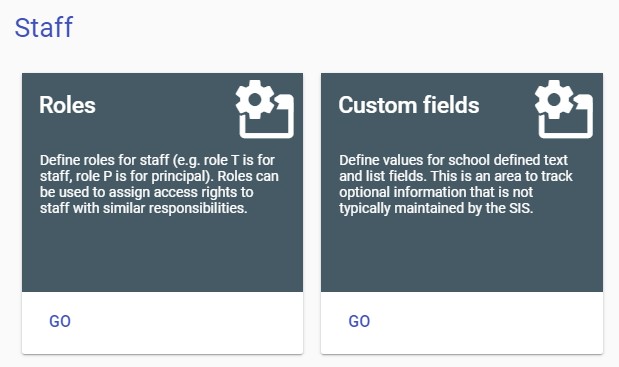 Staff
Roles
Define roles for staff (e.g. role T is for
staff, role P is for principal). Roles can
be used to assign access rights to
staff with similar responsibilities.
GO
Custom fields
Define values for school defined text
and list fields. This is an area to track
optional information that is not
typically maintained by the SIS.
GO